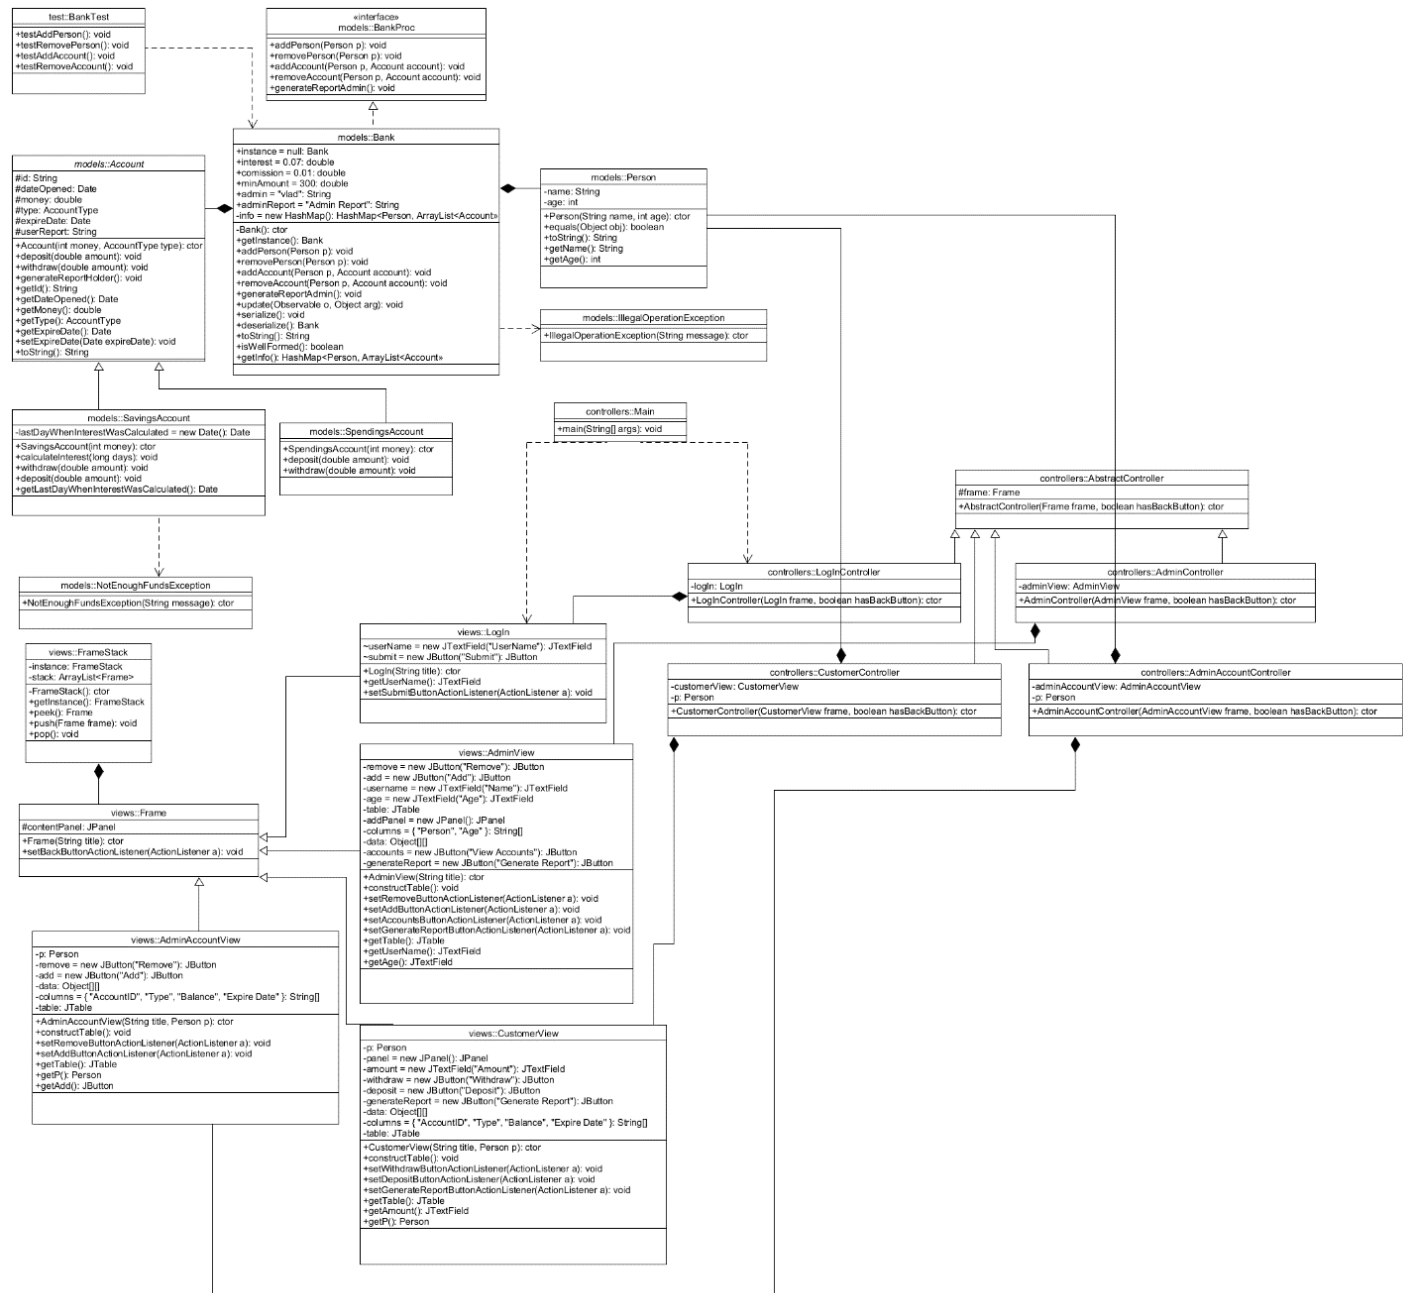 test::BankTest
+testAddPerson(): void
+testRemovePerson(): void
+testAddAccount(): void
+testRemoveAccount(): void
«interface»
models::BankProc
+addPerson(Person p): void
+removePerson(Person p): void
+addAccount(Person p, Account account): void
+removeAccount(Person p, Account account): void
+generateReportAdmin(): void
models::Bank
+instance = null: Bank
+interest = 0.07: double
+comission = 0.01: double
+minAmount = 300: double
+admin = "vlad": String
+adminReport = "Admin Report": String
-info = new HashMap(): HashMap<Person, ArrayList<Account»
-Bank(): ctor
+getInstance(): Bank
+addPerson(Person p): void
+removePerson(Person p): void
+addAccount(Person p, Account account): void
+removeAccount(Person p, Account account): void
+generateReportAdmin(): void
+update(Observable o, Object arg): void
+serialize(): void
+deserialize(): Bank
+toString(): String
+isWellFormed(): boolean
+getInfo(): HashMap<Person, ArrayList<Account»
models::Account
#id: String
#dateOpened: Date
#money: double
#type: AccountType
#expireDate: Date
#userReport: String
+Account(int money, AccountType type): ctor
+deposit(double amount): void
+withdraw(double amount): void
+generateReportHolder(): void
+getId(): String
+getDateOpened(): Date
+getMoney(): double
+getType(): AccountType
+getExpireDate(): Date
+setExpireDate(Date expireDate): void
+toString(): String
models::Person
-name: String
-age: int
+Person(String name, int age): ctor
+equals(Object obj): boolean
+toString(): String
+getName(): String
+getAge(): int
models::IllegalOperationException
+IllegalOperationException(String message): ctor
models::SavingsAccount
-lastDayWhenInterestWasCalculated = new Date(): Date
+SavingsAccount(int money): ctor
+calculateInterest(long days): void
+withdraw(double amount): void
+deposit(double amount): void
+getLastDayWhenInterestWasCalculated(): Date
models::SpendingsAccount
+SpendingsAccount(int money): ctor
+deposit(double amount): void
+withdraw(double amount): void
controllers::Main
+main(String[] args): void
controllers::AbstractController
#frame: Frame
+AbstractController(Frame frame, boolean hasBackButton): ctor
models::NotEnoughFundsException
+NotEnoughFundsException(String message): ctor
controllers::LogInController
-logIn: LogIn
+LogInController(LogIn frame, boolean hasBackButton): ctor
controllers::AdminController
-adminView: AdminView
+AdminController(AdminView frame, boolean hasBackButton): ctor
views::FrameStack
-instance: FrameStack
-stack: ArrayList<Frame>
-FrameStack(): ctor
+getInstance(): FrameStack
+peek(): Frame
+push(Frame frame): void
+pop(): void
views::LogIn
~userName = new JTextField("UserName"): JTextField
~submit = new JButton("Submit"): JButton
+LogIn(String title): ctor
+getUserName(): JTextField
+setSubmitButtonActionListener(ActionListener a): void
controllers::CustomerController
-customerView: CustomerView
-p: Person
+CustomerController(CustomerView frame, boolean hasBackButton): ctor
controllers::AdminAccountController
-adminAccountView: AdminAccountView
-p: Person
+AdminAccountController(AdminAccountView frame, boolean hasBackButton): ctor
views::AdminView
-remove = new JButton("Remove"): JButton
-add = new JButton("Add"): JButton
-username = new JTextField("Name"): JTextField
-age = new JTextField("Age"): JTextField
-table: JTable
-addPanel = new JPanel(): JPanel
-columns = { "Person", "Age" }: String[]
-data: Object[][]
-accounts = new JButton("View Accounts"): JButton
-generateReport = new JButton("Generate Report"): JButton
+AdminView(String title): ctor
+constructTable(): void
+setRemoveButtonActionListener(ActionListener a): void
+setAddButtonActionListener(ActionListener a): void
+setAccountsButtonActionListener(ActionListener a): void
+setGenerateReportButtonActionListener(ActionListener a): void
+getTable(): JTable
+getUserName(): JTextField
+getAge(): JTextField
views::Frame
#contentPanel: JPanel
+Frame(String title): ctor
+setBackButtonActionListener(ActionListener a): void
views::AdminAccountView
-p: Person
-remove = new JButton("Remove"): JButton
-add = new JButton("Add"): JButton
-data: Object[][]
-columns = { "AccountID", "Type", "Balance", "Expire Date" }: String[]
-table: JTable
+AdminAccountView(String title, Person p): ctor
+constructTable(): void
+setRemoveButtonActionListener(ActionListener a): void
+setAddButtonActionListener(ActionListener a): void
+getTable(): JTable
+getP(): Person
+getAdd(): JButton
views::CustomerView
-p: Person
-panel = new JPanel(): JPanel
-amount = new JTextField("Amount"): JTextField
-withdraw = new JButton("Withdraw"): JButton
-deposit = new JButton("Deposit"): JButton
-generateReport = new JButton("Generate Report"): JButton
-data: Object[][]
-columns = { "AccountID", "Type", "Balance", "Expire Date" }: String[]
-table: JTable
+CustomerView(String title, Person p): ctor
+constructTable(): void
+setWithdrawButtonActionListener(ActionListener a): void
+setDepositButtonActionListener(ActionListener a): void
+setGenerateReportButtonActionListener(ActionListener a): void
+getTable(): JTable
+getAmount(): JTextField
+getP(): Person